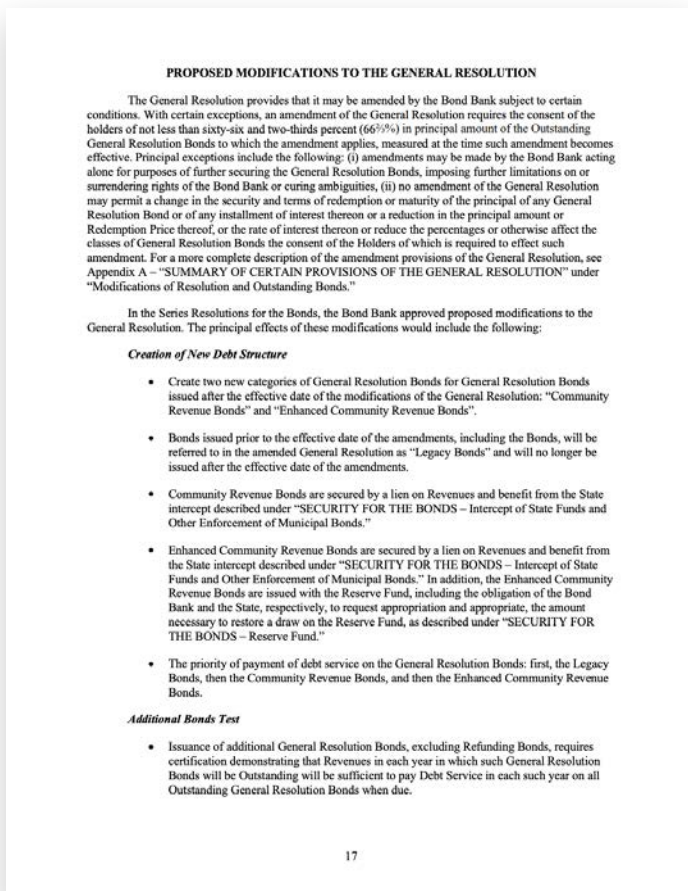 PROPOSED MODIFICATIONS TO THE GENERAL RESOLUTION
The General Resolution provides that it may be amended by the Bond Bank subject to certain
conditions. With certain exceptions, an amendment of the General Resolution requires the consent of the
holders of not less than sixty-six and two-thirds percent (66⅔%) in principal amount of the Outstanding
General Resolution Bonds to which the amendment applies, measured at the time such amendment becomes
effective. Principal exceptions include the following: (i) amendments may be made by the Bond Bank acting
alone for purposes of further securing the General Resolution Bonds, imposing further limitations on or
surrendering rights of the Bond Bank or curing ambiguities, (ii) no amendment of the General Resolution
may permit a change in the security and terms of redemption or maturity of the principal of any General
Resolution Bond or of any installment of interest thereon or a reduction in the principal amount or
Redemption Price thereof, or the rate of interest thereon or reduce the percentages or otherwise affect the
classes of General Resolution Bonds the consent of the Holders of which is required to effect such
amendment. For a more complete description of the amendment provisions of the General Resolution, see
Appendix A – “SUMMARY OF CERTAIN PROVISIONS OF THE GENERAL RESOLUTION” under
“Modifications of Resolution and Outstanding Bonds.”
In the Series Resolutions for the Bonds, the Bond Bank approved proposed modifications to the
General Resolution. The principal effects of these modifications would include the following:
Creation of New Debt Structure
• Create two new categories of General Resolution Bonds for General Resolution Bonds
issued after the effective date of the modifications of the General Resolution: “Community
Revenue Bonds” and “Enhanced Community Revenue Bonds”.
• Bonds issued prior to the effective date of the amendments, including the Bonds, will be
referred to in the amended General Resolution as “Legacy Bonds” and will no longer be
issued after the effective date of the amendments.
• Community Revenue Bonds are secured by a lien on Revenues and benefit from the State
intercept described under “SECURITY FOR THE BONDS – Intercept of State Funds and
Other Enforcement of Municipal Bonds.”
• Enhanced Community Revenue Bonds are secured by a lien on Revenues and benefit from
the State intercept described under “SECURITY FOR THE BONDS – Intercept of State
Funds and Other Enforcement of Municipal Bonds.” In addition, the Enhanced Community
Revenue Bonds are issued with the Reserve Fund, including the obligation of the Bond
Bank and the State, respectively, to request appropriation and appropriate, the amount
necessary to restore a draw on the Reserve Fund, as described under “SECURITY FOR
THE BONDS – Reserve Fund.”
• The priority of payment of debt service on the General Resolution Bonds: first, the Legacy
Bonds, then the Community Revenue Bonds, and then the Enhanced Community Revenue
Bonds.
Additional Bonds Test
• Issuance of additional General Resolution Bonds, excluding Refunding Bonds, requires
certification demonstrating that Revenues in each year in which such General Resolution
Bonds will be Outstanding will be sufficient to pay Debt Service in each such year on all
Outstanding General Resolution Bonds when due.
17